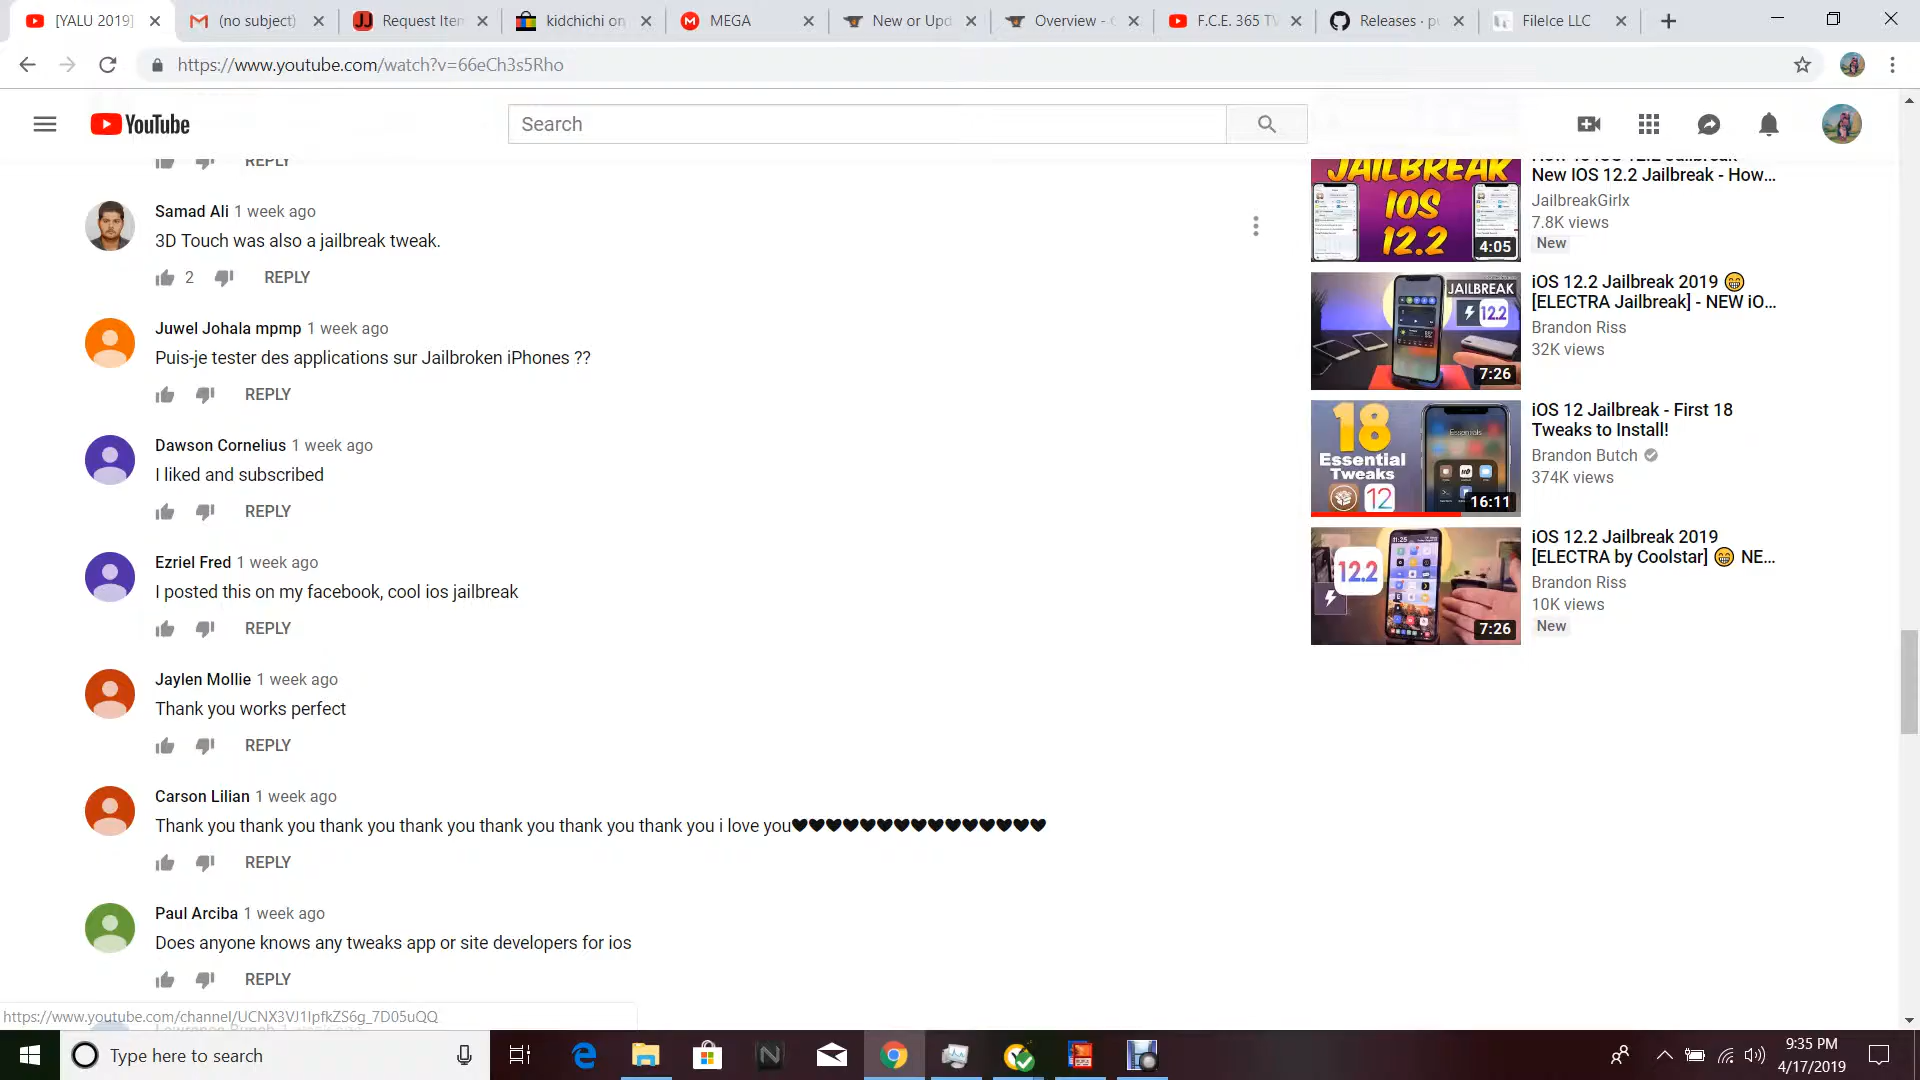 [YALU 2019]
(no subject)
Request Iten
kidchichi on
MEGA
New or Upd
Overview -
F.C.E. 365 TV
Releases · p
FileIce LLC
https://www.youtube.com/watch?v=66eCh3s5Rho
YouTube
Search
REPLY
Samad Ali 1 week ago
3D Touch was also a jailbreak tweak.
2 REPLY
Juwel Johala mpmp 1 week ago
Puis-je tester des applications sur Jailbroken iPhones ??
REPLY
Dawson Cornelius 1 week ago
I liked and subscribed
REPLY
Ezriel Fred 1 week ago
I posted this on my facebook, cool ios jailbreak
REPLY
Jaylen Mollie 1 week ago
Thank you works perfect
REPLY
Carson Lilian 1 week ago
Thank you thank you thank you thank you thank you thank you thank you i love you🖤🖤🖤🖤🖤🖤🖤🖤🖤🖤🖤🖤🖤🖤🖤
REPLY
Paul Arciba 1 week ago
Does anyone knows any tweaks app or site developers for ios
REPLY
https://www.youtube.com/channel/UCNX3VJ1IpfkZS6g_7D05uQQ
JAILBREAK
IOS
12.2
4:05
New IOS 12.2 Jailbreak - How...
JailbreakGirlx
7.8K views
New
JAILBREAK
12.2
7:26
iOS 12.2 Jailbreak 2019 😁
[ELECTRA Jailbreak] - NEW iO...
Brandon Riss
32K views
18
Essential
Tweaks
12
Essentials
16:11
iOS 12 Jailbreak - First 18
Tweaks to Install!
Brandon Butch
374K views
12.2
11:25
7:26
iOS 12.2 Jailbreak 2019
[ELECTRA by Coolstar] 😁 NE...
Brandon Riss
10K views
New
Type here to search
9:35 PM
4/17/2019